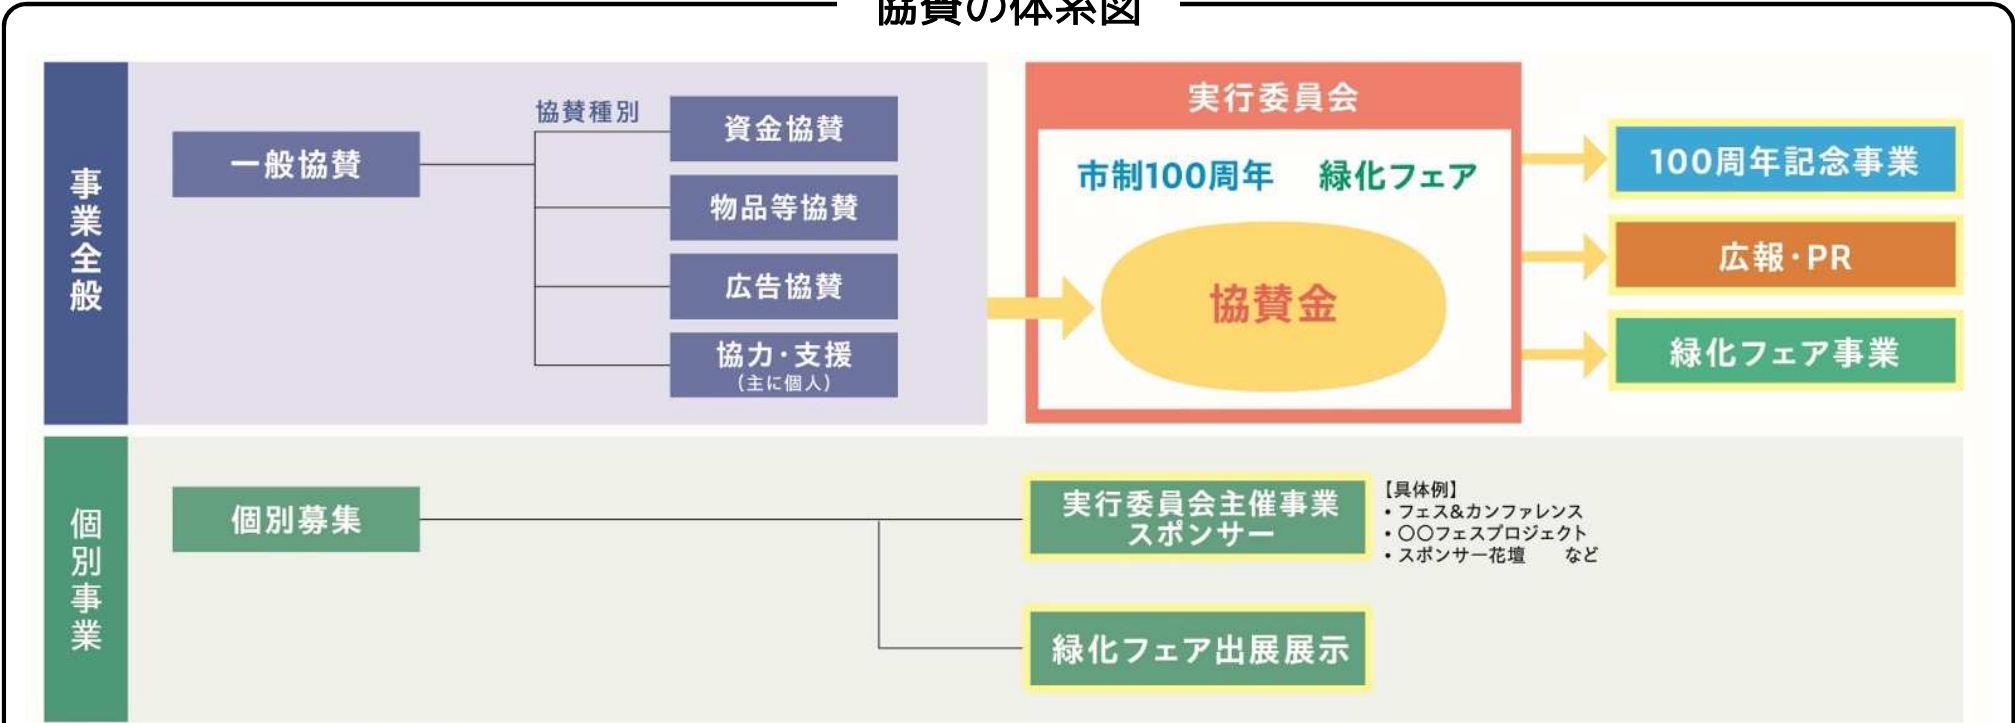 協賛の体系図
事業全般
一般協賛
協賛種別
資金協賛
物品等協賛
広告協賛
協力・支援
(主に個人)
実行委員会
市制100周年 緑化フェア
協賛金
100周年記念事業
広報・PR
緑化フェア事業
個別事業
個別募集
実行委員会主催事業
スポンサー
【具体例】
・フェス&カンファレンス
・〇〇フェスプロジェクト
・スポンサー花壇 など
緑化フェア出展展示